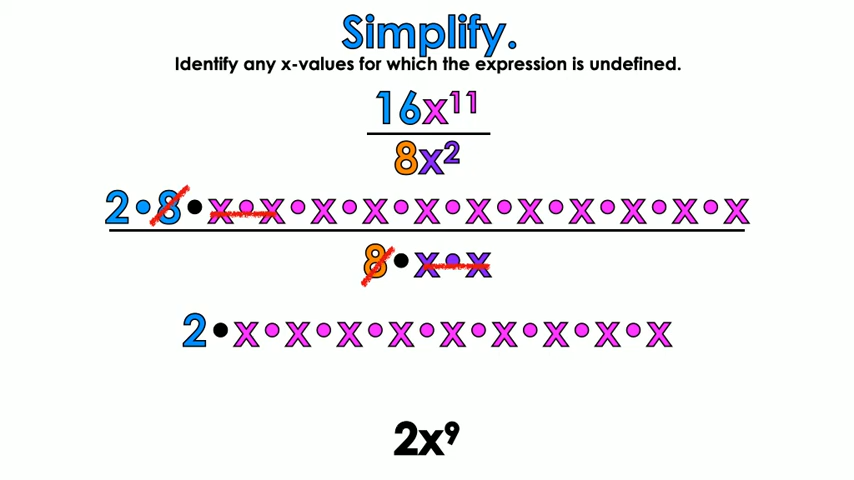 Simplify.
Identify any x-values for which the expression is undefined.
16x¹¹
8x²
2•8•x•x•x•x•x•x•x•x•x•x•x
8•x•x
2•x•x•x•x•x•x•x•x•x
2x⁹